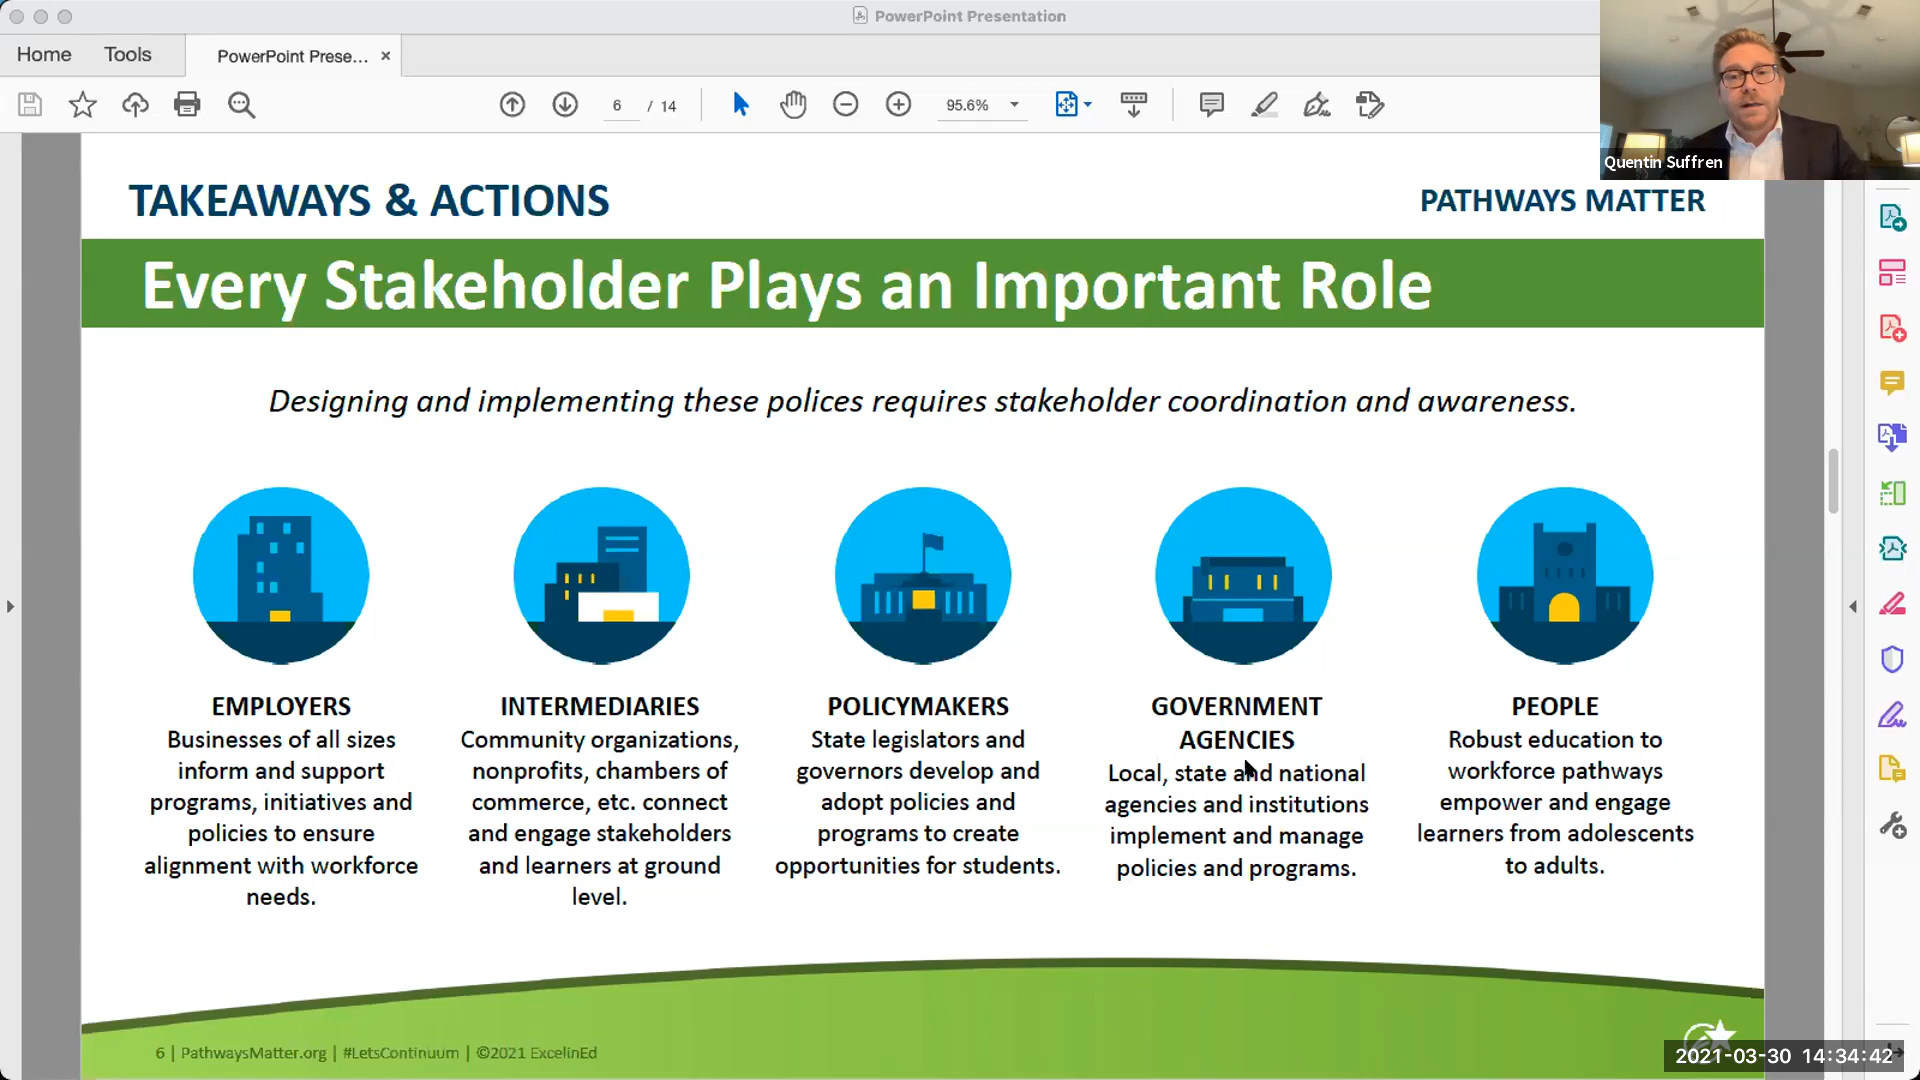 PowerPoint Presentation
Home Tools PowerPoint Prese... ×
6 / 14 95.6%
Quentin Suffren
TAKEAWAYS & ACTIONS
PATHWAYS MATTER
Every Stakeholder Plays an Important Role
Designing and implementing these polices requires stakeholder coordination and awareness.
EMPLOYERS
Businesses of all sizes
inform and support
programs, initiatives and
policies to ensure
alignment with workforce
needs.
INTERMEDIARIES
Community organizations,
nonprofits, chambers of
commerce, etc. connect
and engage stakeholders
and learners at ground
level.
POLICYMAKERS
State legislators and
governors develop and
adopt policies and
programs to create
opportunities for students.
GOVERNMENT
AGENCIES
Local, state and national
agencies and institutions
implement and manage
policies and programs.
PEOPLE
Robust education to
workforce pathways
empower and engage
learners from adolescents
to adults.
6 | PathwaysMatter.org | #LetsContinuum | ©2021 ExcelinEd
2021-03-30 14:34:42